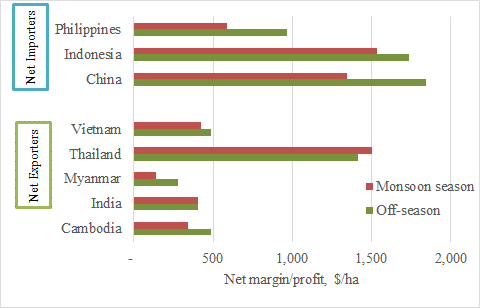 Net Importers
Philippines
Indonesia
China
Net Exporters
Vietnam
Thailand
Myanmar
India
Cambodia
Monsoon season
Off-season
- 500 1,000 1,500 2,000
Net margin/profit, $/ha